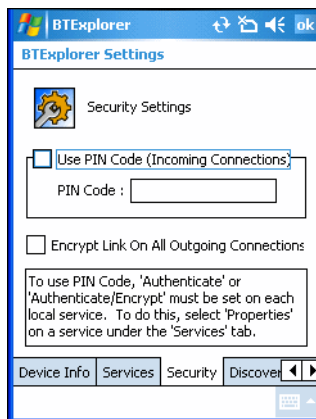 BTExplorer ok
BTExplorer Settings
Security Settings
Use PIN Code (Incoming Connections)
PIN Code :
Encrypt Link On All Outgoing Connections
To use PIN Code, 'Authenticate' or
'Authenticate/Encrypt' must be set on each
local service. To do this, select 'Properties'
on a service under the 'Services' tab.
Device Info Services Security Discover